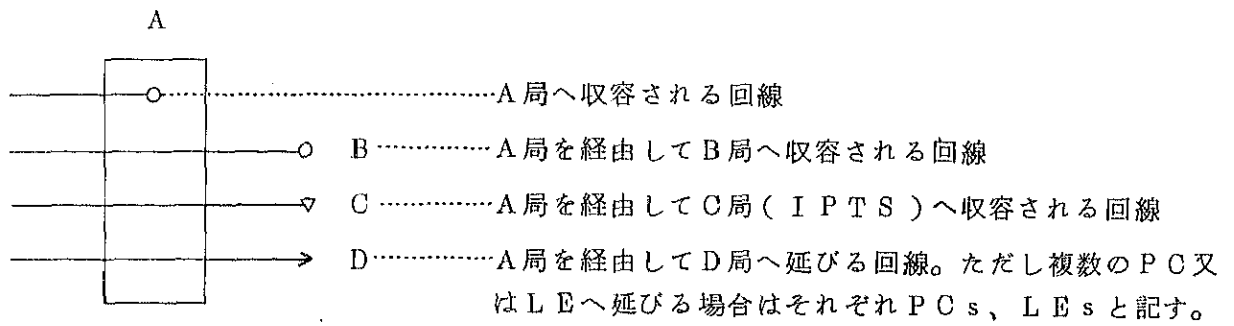 A
A局へ収容される回線
B…………A局を経由してB局へ収容される回線
C…………A局を経由してC局(IPTS)へ収容される回線
D…………A局を経由してD局へ延びる回線。ただし複数のPC又
はLEへ延びる場合はそれぞれPCs、LEsと記す。